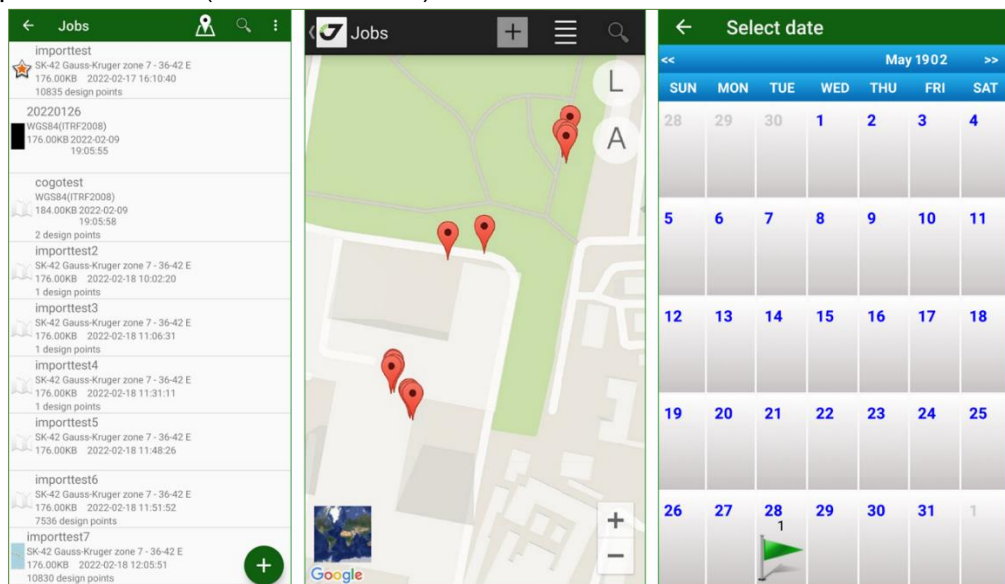 Jobs
importtest
SK-42 Gauss-Kruger zone 7 - 36-42 E
176.00KB 2022-02-17 16:10:40
10835 design points
20220126
WGS84(ITRF2008)
176.00KB 2022-02-09
19:05:55
cogotest
WGS84(ITRF2008)
184.00KB 2022-02-09
19:05:58
2 design points
importtest2
SK-42 Gauss-Kruger zone 7 - 36-42 E
176.00KB 2022-02-18 10:02:20
1 design points
importtest3
SK-42 Gauss-Kruger zone 7 - 36-42 E
176.00KB 2022-02-18 11:06:31
1 design points
importtest4
SK-42 Gauss-Kruger zone 7 - 36-42 E
176.00KB 2022-02-18 11:31:11
1 design points
importtest5
SK-42 Gauss-Kruger zone 7 - 36-42 E
176.00KB 2022-02-18 11:48:26
importtest6
SK-42 Gauss-Kruger zone 7 - 36-42 E
176.00KB 2022-02-18 11:51:52
7536 design points
importtest7
SK-42 Gauss-Kruger zone 7 - 36-42 E
176.00KB 2022-02-18 12:05:51
10830 design points
+
Jobs
+
L
A
+
−
Google
Select date
<< May 1902 >>
SUN MON TUE WED THU FRI SAT
28 29 30 1 2 3 4
5 6 7 8 9 10 11
12 13 14 15 16 17 18
19 20 21 22 23 24 25
26 27 28 29 30 31 1
1